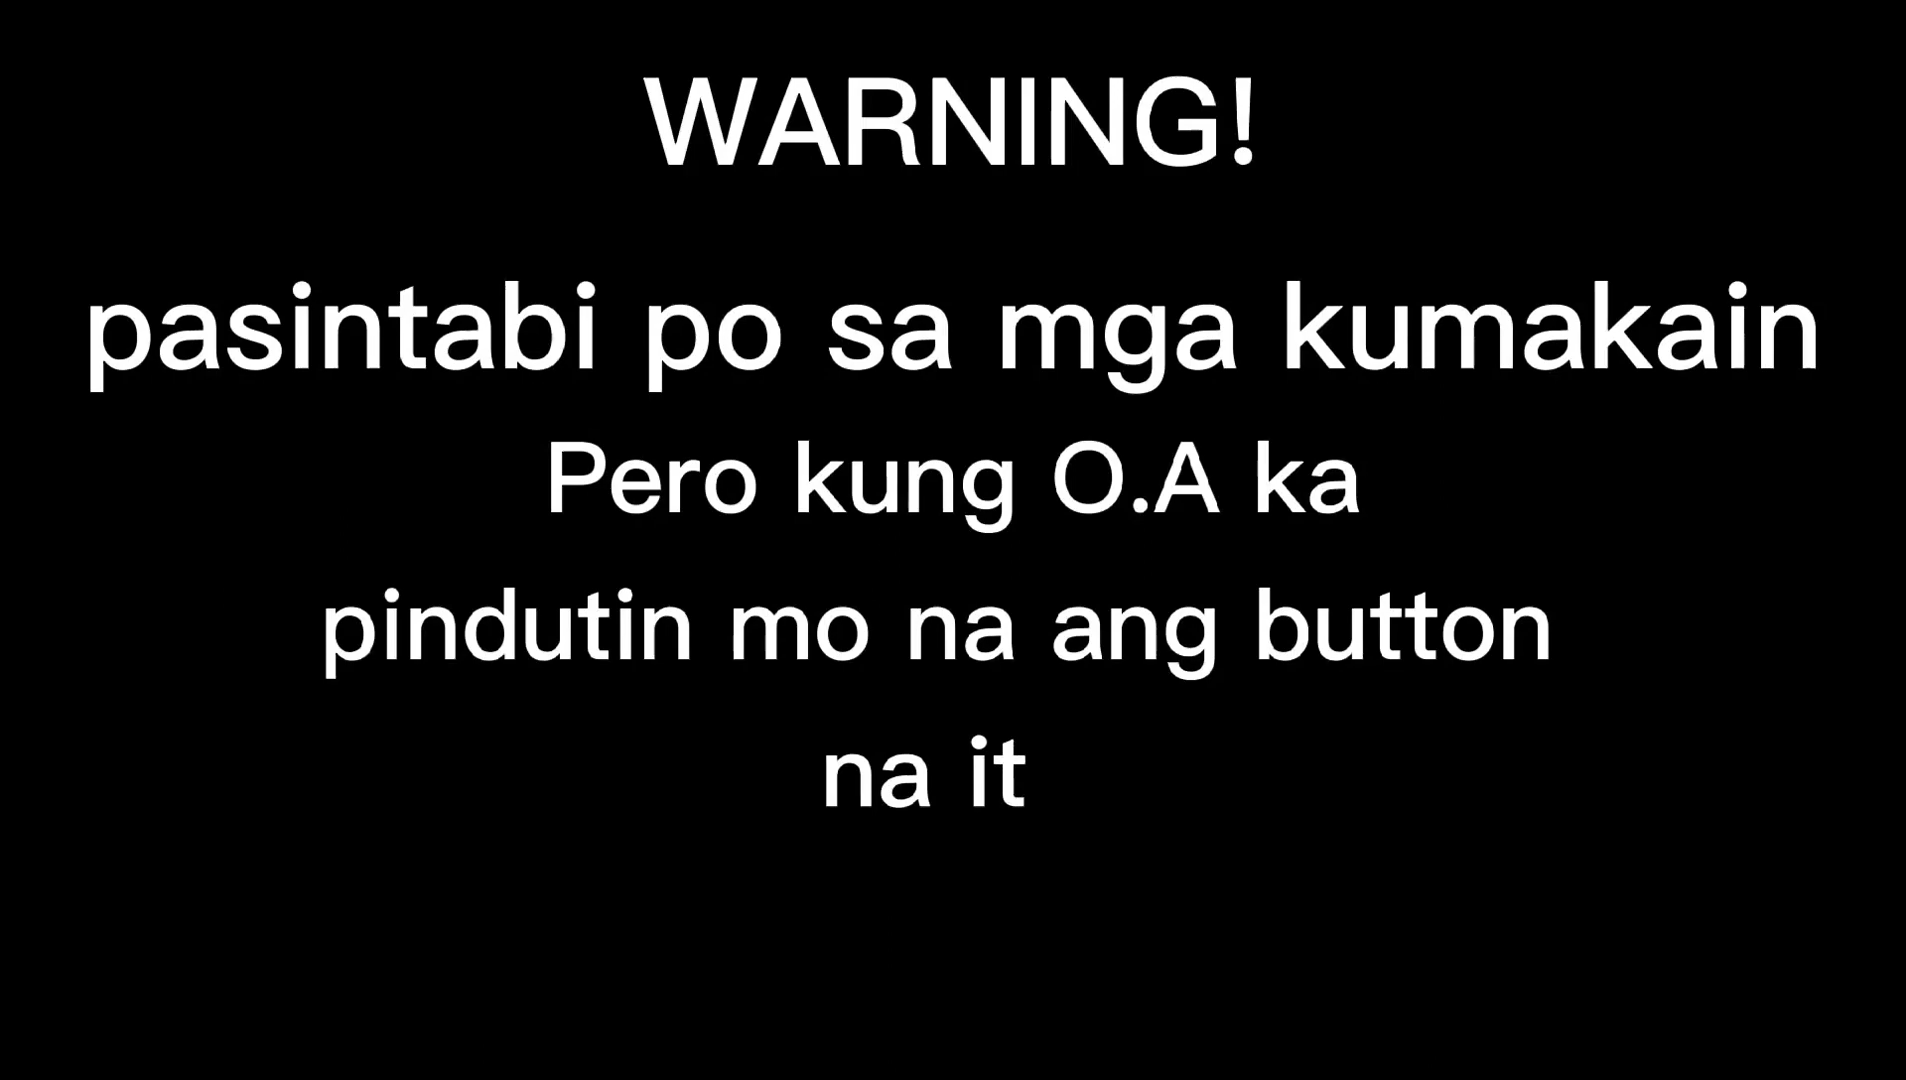 WARNING!
pasintabi po sa mga kumakain
Pero kung O.A ka
pindutin mo na ang button
na it